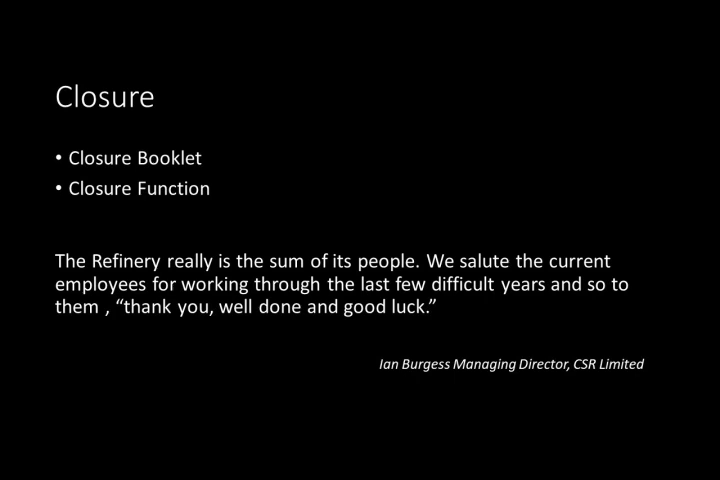 Closure
• Closure Booklet
• Closure Function
The Refinery really is the sum of its people. We salute the current
employees for working through the last few difficult years and so to
them , “thank you, well done and good luck.”
Ian Burgess Managing Director, CSR Limited